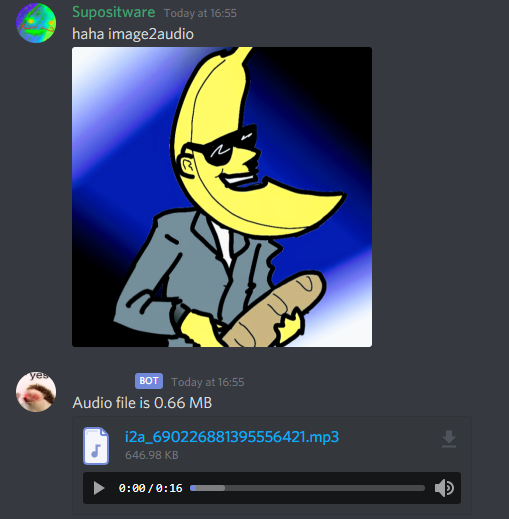 Supositware Today at 16:55
haha image2audio
yes
BOT Today at 16:55
Audio file is 0.66 MB
i2a_690226881395556421.mp3
646.98 KB
0:00/0:16